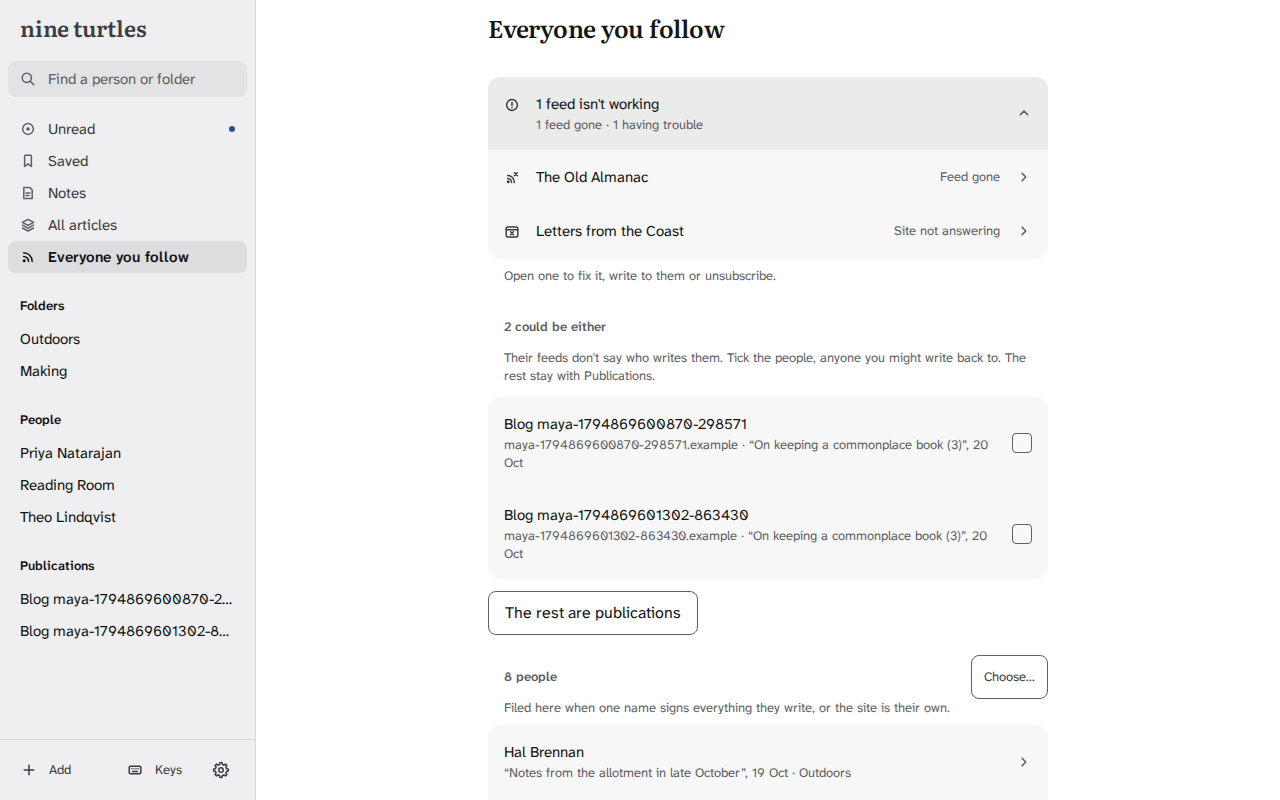 nine turtles
Find a person or folder
Unread
Saved
Notes
All articles
Everyone you follow
Folders
Outdoors
Making
People
Priya Natarajan
Reading Room
Theo Lindqvist
Publications
Blog maya-1794869600870-2...
Blog maya-1794869601302-8...
Add
Keys
Everyone you follow
1 feed isn't working
1 feed gone · 1 having trouble
The Old Almanac
Feed gone
Letters from the Coast
Site not answering
Open one to fix it, write to them or unsubscribe.
2 could be either
Their feeds don't say who writes them. Tick the people, anyone you might write back to. The
rest stay with Publications.
Blog maya-1794869600870-298571
maya-1794869600870-298571.example · “On keeping a commonplace book (3)”, 20
Oct
Blog maya-1794869601302-863430
maya-1794869601302-863430.example · “On keeping a commonplace book (3)”, 20
Oct
The rest are publications
8 people
Choose...
Filed here when one name signs everything they write, or the site is their own.
Hal Brennan
“Notes from the allotment in late October”, 19 Oct · Outdoors